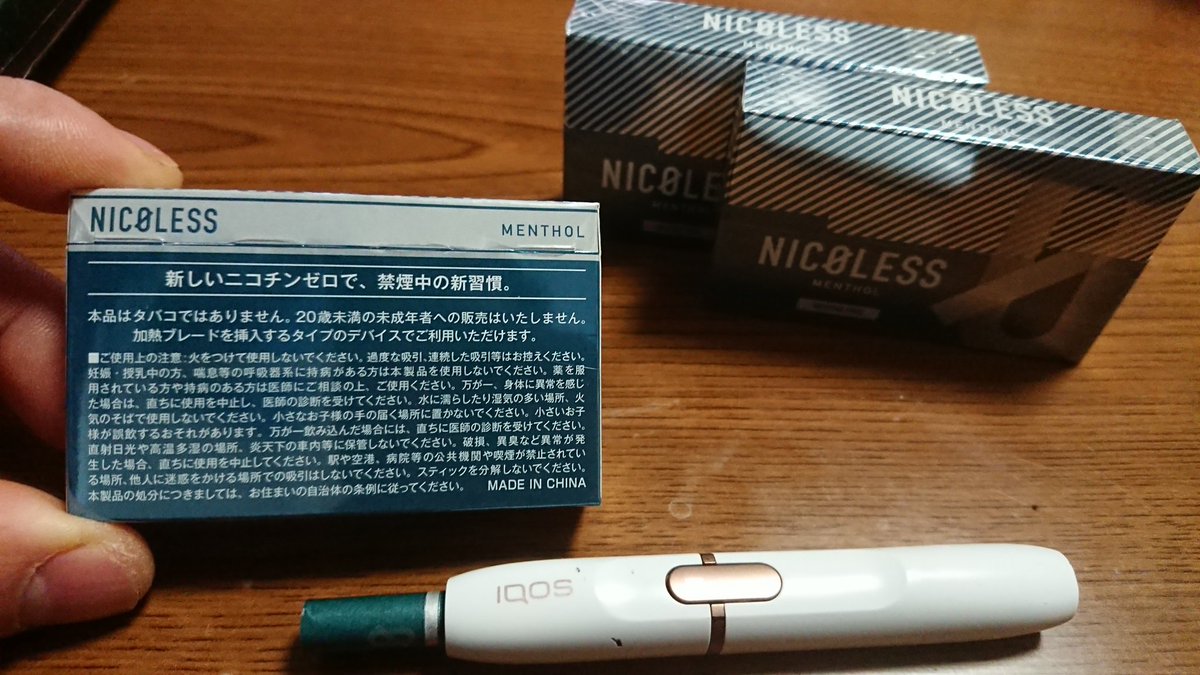 NICOLESS
MENTHOL
NICOLESS
MENTHOL
NICOLESS
MENTHOL
NICOLE
MENTHOL
NICOLESS MENTHOL
新しいニコチンゼロで、禁煙中の新習慣。
本品はタバコではありません。20歳未満の未成年者への販売はいたしません。
加熱ブレードを挿入するタイプのデバイスでご利用いただけます。
■ご使用上の注意:火をつけて使用しないでください。過度な吸引、連続した吸引等はお控えください。
妊娠・授乳中の方、喘息等の呼吸器系に持病がある方は本製品を使用しないでください。薬を服
用されている方や持病のある方は医師にご相談の上、ご使用ください。万が一、身体に異常を感じ
た場合は、直ちに使用を中止し、医師の診断を受けてください。水に濡らしたり湿気の多い場所、火
気のそばで使用しないでください。小さなお子様の手の届く場所に置かないでください。小さいお子
様が誤飲するおそれがあります。万が一飲み込んだ場合には、直ちに医師の診断を受けてください。
直射日光や高温多湿の場所、炎天下の車内等に保管しないでください。破損、異臭など異常が発
生した場合、直ちに使用を中止してください。駅や空港、病院等の公共機関や喫煙が禁止されてい
る場所、他人に迷惑をかける場所での吸引はしないでください。スティックを分解しないでください。
本製品の処分につきましては、お住まいの自治体の条例に従ってください。 MADE IN CHINA
IQOS